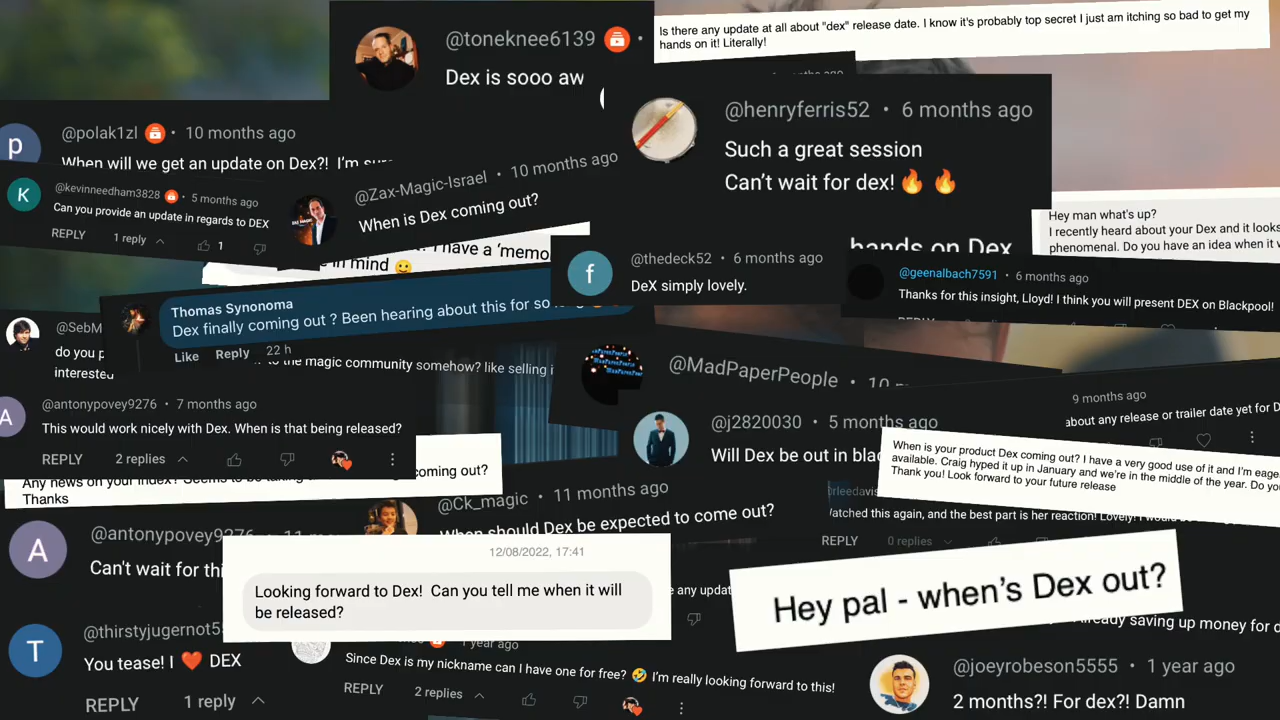 @toneknee6139
Dex is sooo aw
Is there any update at all about "dex" release date. I know it's probably top secret I just am itching so bad to get my
hands on it! Literally!
@henryferris52 • 6 months ago
Such a great session
Can't wait for dex! 🔥 🔥
p
@polak1zl • 10 months ago
When will we get an update on Dex?! I'm
K
@kevinneedham3828 • 5 months ago
Can you provide an update in regards to DEX
REPLY 1 reply 1
@Zax-Magic-Israel • 10 months ago
When is Dex coming out?
Hey man what's up?
I recently heard about your Dex and it looks
phenomenal. Do you have an idea when it w
hands on Dex
I have a 'memo
in mind 🙂
f
@thedeck52 • 6 months ago
DeX simply lovely.
@geenalbach7591 • 6 months ago
Thanks for this insight, Lloyd! I think you will present DEX on Blackpool!
Thomas Synonoma
Dex finally coming out ? Been hearing about this for so
Like Reply 22 h
@SebM
do you p
to the magic community somehow? like selling i
interested
@MadPaperPeople •
A
@antonypovey9276 • 7 months ago
This would work nicely with Dex. When is that being released?
REPLY 2 replies
@j2820030 • 5 months ago
Will Dex be out in blac
9 months ago
about any release or trailer date yet for D
When is your product Dex coming out? I have a very good use of it and I'm eage
available. Craig hyped it up in January and we're in the middle of the year. Do yo
Thank you! Look forward to your future release
coming out?
Any news on your
Thanks
@Ck_magic • 11 months ago
When should Dex be expected to come out?
watched this again, and the best part is her reaction! Lovely!
REPLY 0 replies
A
@antonypovey9276
Can't wait for thi
12/08/2022, 17:41
Looking forward to Dex! Can you tell me when it will
be released?
any upda
Hey pal - when's Dex out?
Already saving up money for d
T
@thirstyjugernot5
You tease! I ❤️ DEX
REPLY 1 reply
1 year ago
Since Dex is my nickname can I have one for free? 🤣 I'm really looking forward to this!
REPLY 2 replies
@joeyrobeson5555 • 1 year ago
2 months?! For dex?! Damn